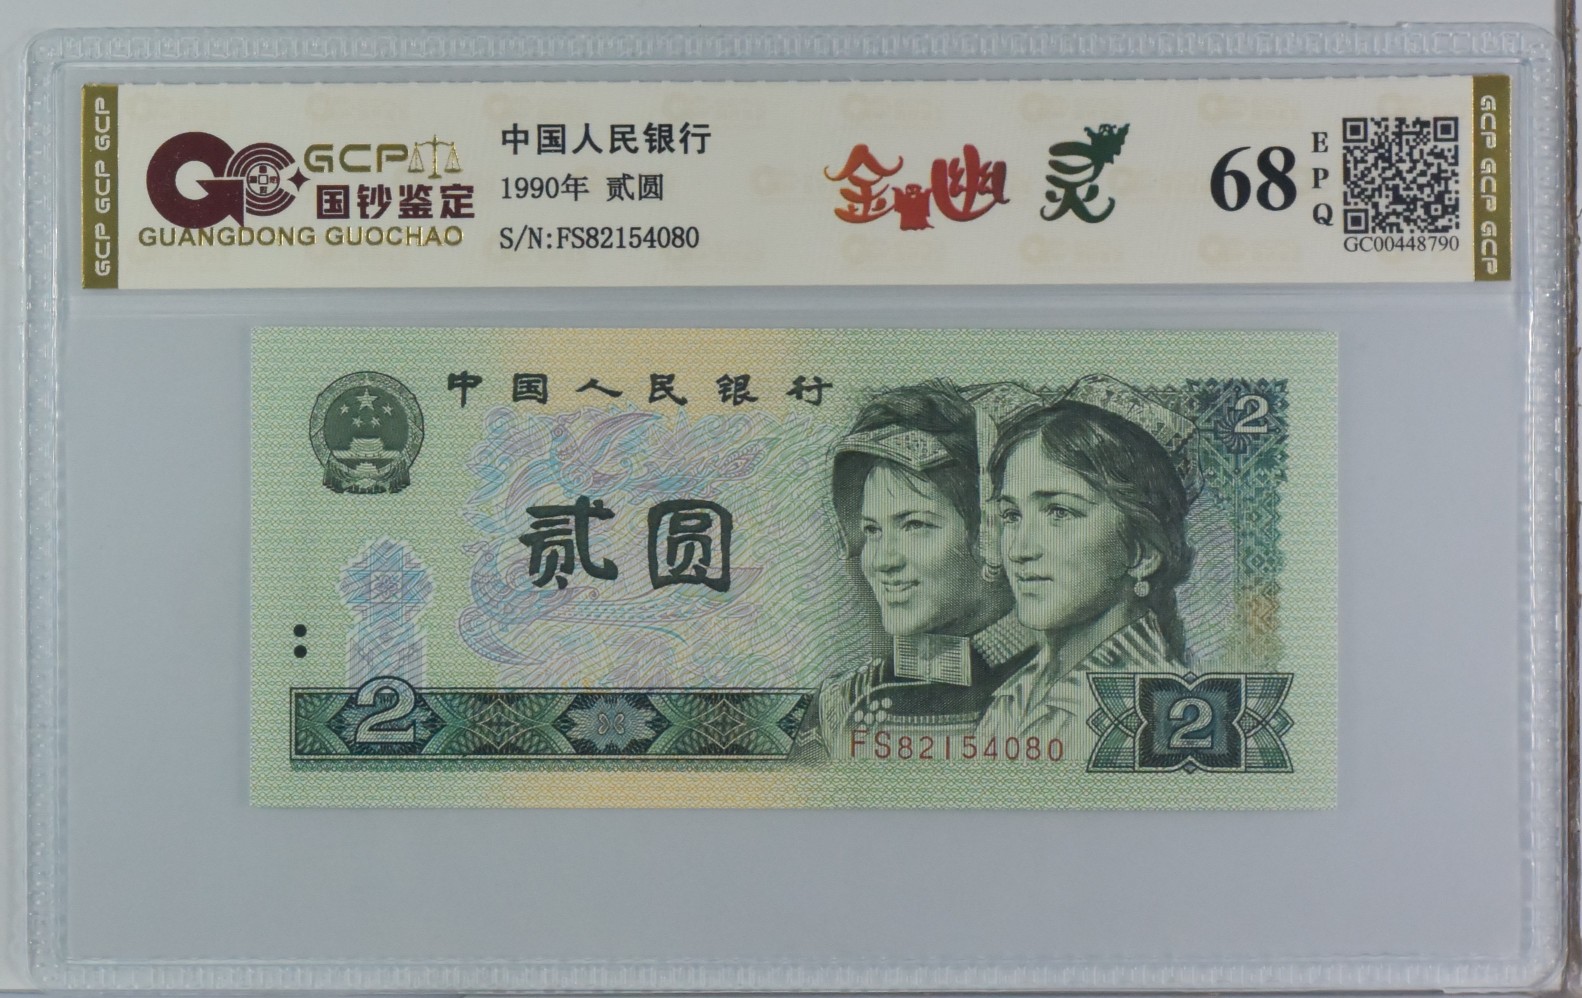 GCP GCP GCP
GCP
国钞鉴定
GUANGDONG GUOCHAO
中国人民银行
1990年 贰圆
S/N:FS82154080
金幽灵
68
EPQ
GC00448790
GCP GCP GCP
中国人民银行
2
贰圆
2
FS82154080
2